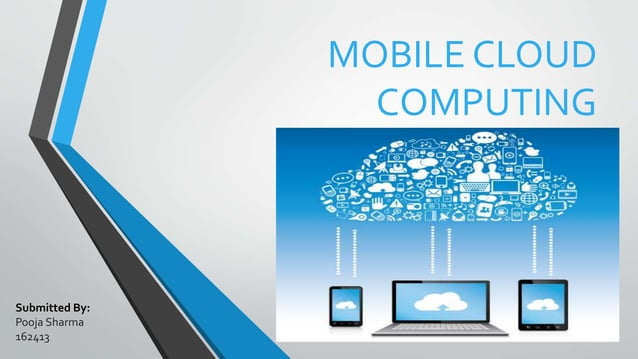 MOBILE CLOUD
COMPUTING
Submitted By:
Pooja Sharma
162413